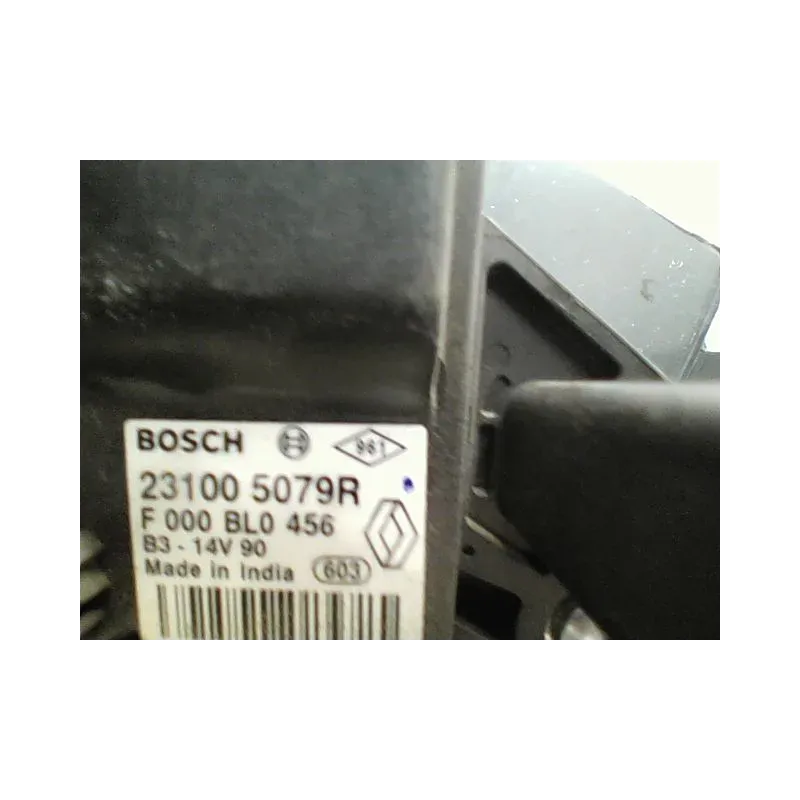 BOSCH 961
23100 5079R
F 000 BL0 456
B3 - 14V 90
Made in India 603